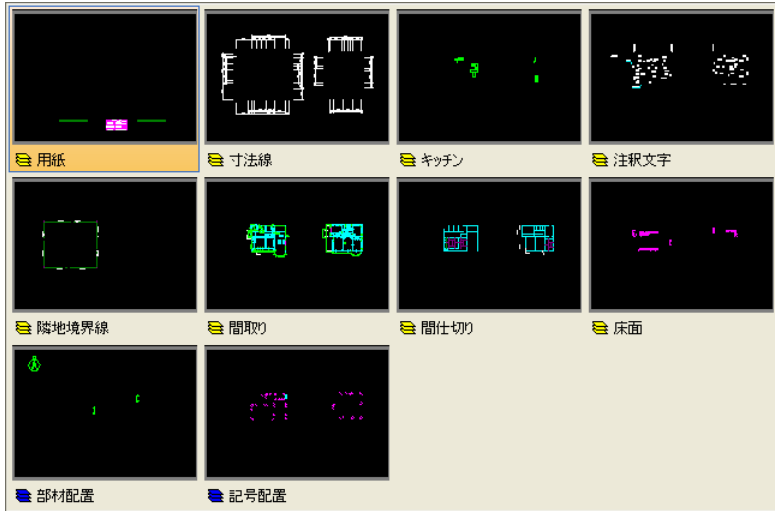 用紙
寸法線
キッチン
注釈文字
隣地境界線
間取り
間仕切り
床面
部材配置
記号配置